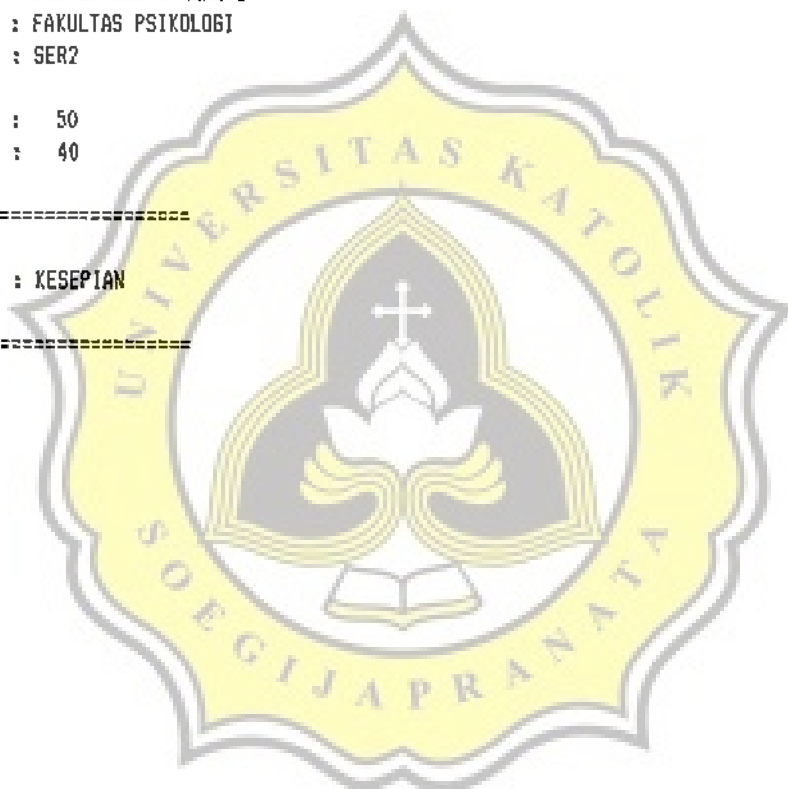 : FAKULTAS PSIKOLOGI
: SER2
: 50
: 40
==================
: KESEPIAN
==================
UNIVERSITAS KATOLIK
SOEGIJAPRANATA